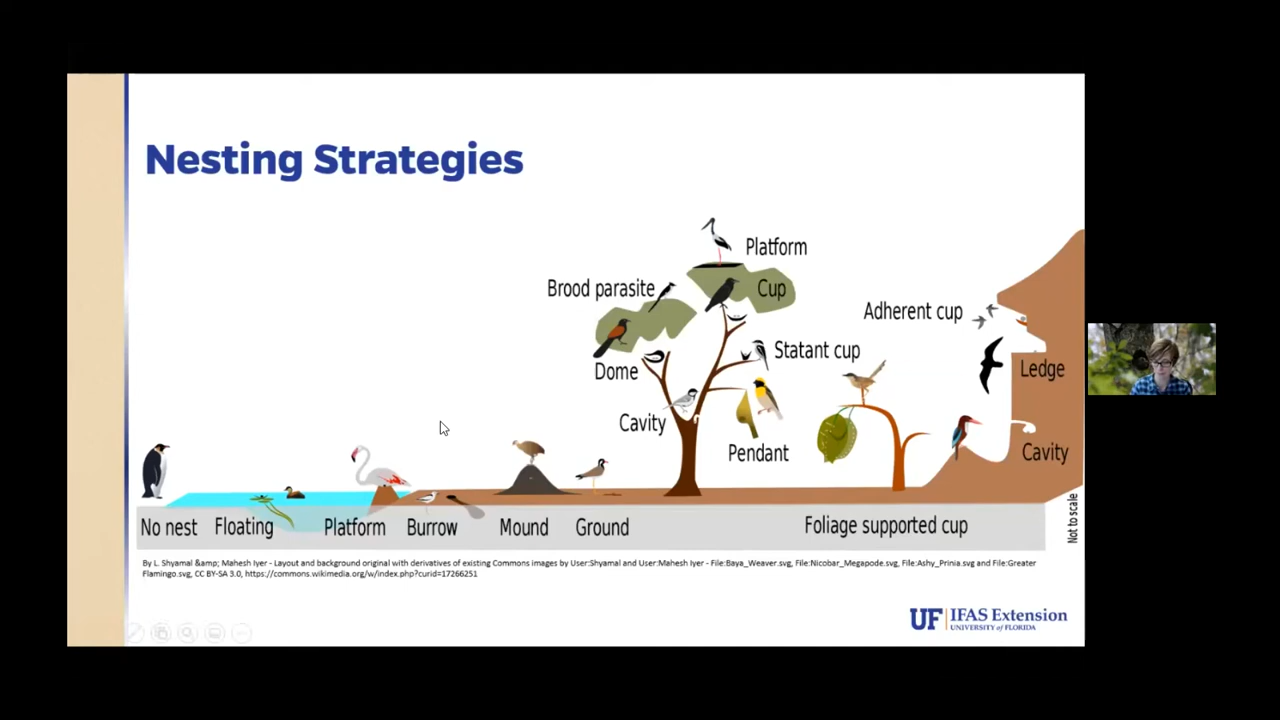 Nesting Strategies
Platform
Brood parasite
Cup
Adherent cup
Statant cup
Dome
Ledge
Cavity
Pendant
Cavity
No nest
Floating
Platform
Burrow
Mound
Ground
Foliage supported cup
Not to scale
By L. Shyamal &amp; Mahesh Iyer - Layout and background original with derivatives of existing Commons images by User:Shyamal and User:Mahesh Iyer - File:Baya_Weaver.svg, File:Nicobar_Megapode.svg, File:Ashy_Prinia.svg and File:Greater
Flamingo.svg, CC BY-SA 3.0, https://commons.wikimedia.org/w/index.php?curid=17266251
UF IFAS Extension
UNIVERSITY of FLORIDA